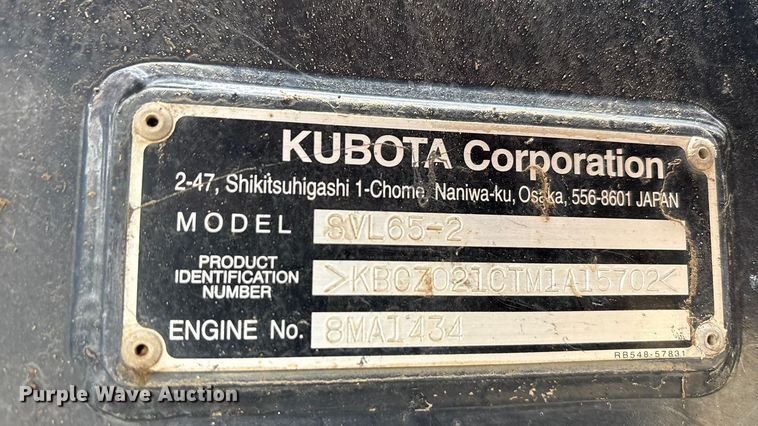 KUBOTA Corporation
2-47, Shikitsuhigashi 1-Chome, Naniwa-ku, Osaka, 556-8601 JAPAN
MODEL SVL65-2
PRODUCT
IDENTIFICATION >KBCZ021CTM1A15702<
NUMBER
ENGINE No. 8MA1434
RB548-57831
Purple Wave Auction